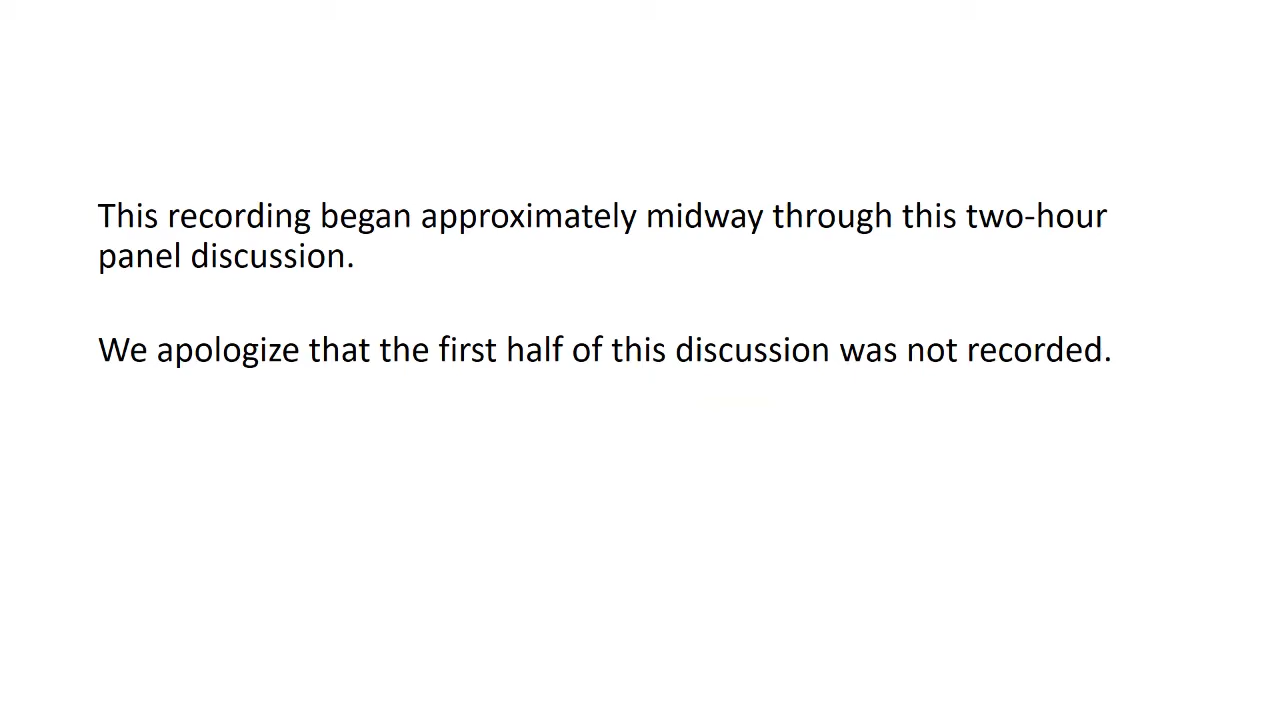 This recording began approximately midway through this two-hour
panel discussion.
We apologize that the first half of this discussion was not recorded.